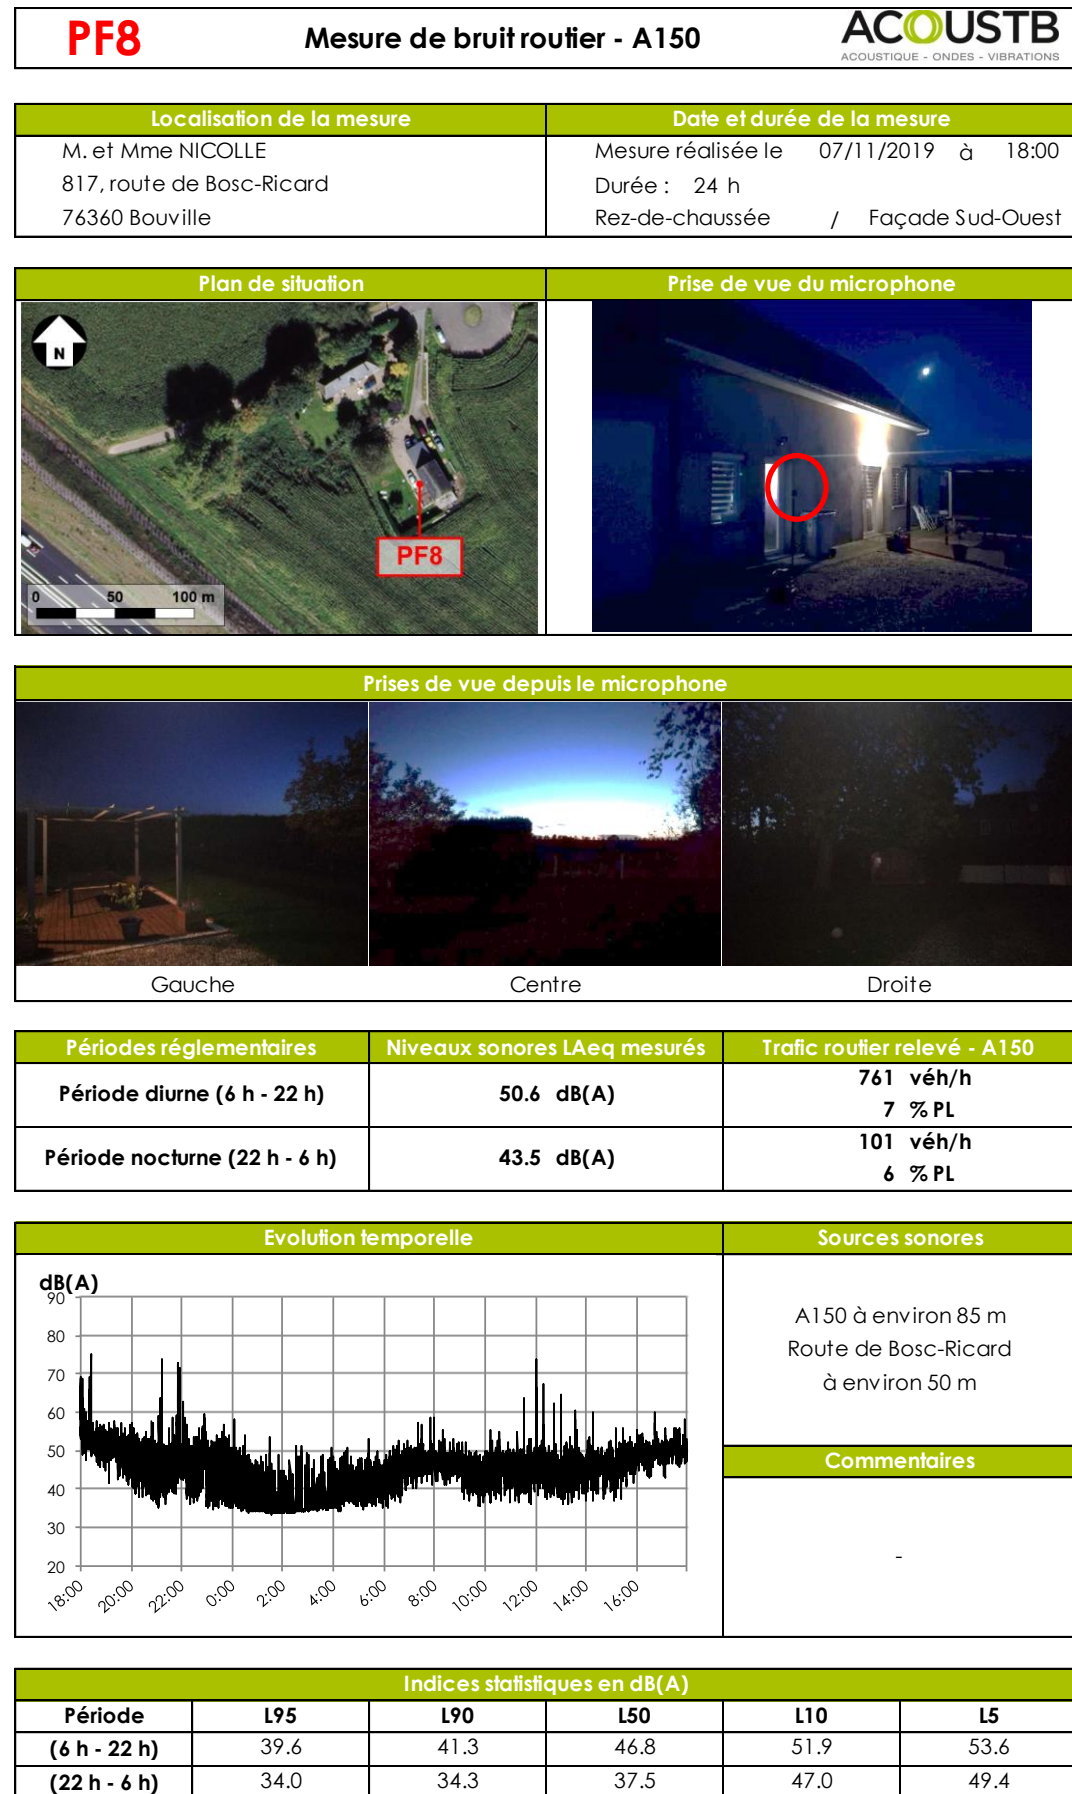 PF8
Mesure de bruit routier - A150
ACOUSTB
ACOUSTIQUE - ONDES - VIBRATIONS
Localisation de la mesure
Date et durée de la mesure
M. et Mme NICOLLE
817, route de Bosc-Ricard
76360 Bouville
Mesure réalisée le 07/11/2019 à 18:00
Durée : 24 h
Rez-de-chaussée / Façade Sud-Ouest
Plan de situation
Prise de vue du microphone
N
PF8
0 50 100 m
Prises de vue depuis le microphone
Gauche
Centre
Droite
Périodes réglementaires
Niveaux sonores LAeq mesurés
Trafic routier relevé - A150
Période diurne (6 h - 22 h)
50.6 dB(A)
761 véh/h
7 % PL
Période nocturne (22 h - 6 h)
43.5 dB(A)
101 véh/h
6 % PL
Evolution temporelle
Sources sonores
dB(A)
90
80
70
60
50
40
30
20
18:00
20:00
22:00
0:00
2:00
4:00
6:00
8:00
10:00
12:00
14:00
16:00
A150 à environ 85 m
Route de Bosc-Ricard
à environ 50 m
Commentaires
-
Indices statistiques en dB(A)
Période L95 L90 L50 L10 L5
(6 h - 22 h) 39.6 41.3 46.8 51.9 53.6
(22 h - 6 h) 34.0 34.3 37.5 47.0 49.4